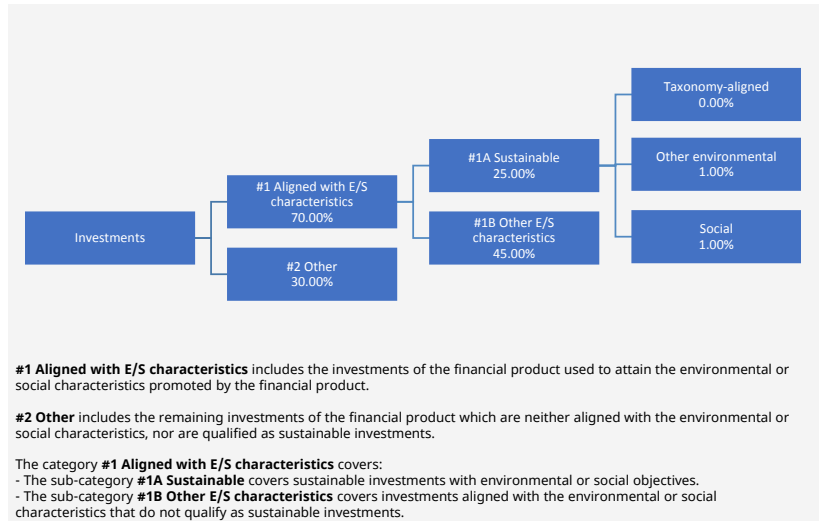 Taxonomy-aligned
0.00%
#1A Sustainable
25.00%
Other environmental
1.00%
#1 Aligned with E/S
characteristics
70.00%
Investments
#1B Other E/S
characteristics
45.00%
Social
1.00%
#2 Other
30.00%
#1 Aligned with E/S characteristics includes the investments of the financial product used to attain the environmental or
social characteristics promoted by the financial product.
#2 Other includes the remaining investments of the financial product which are neither aligned with the environmental or
social characteristics, nor are qualified as sustainable investments.
The category #1 Aligned with E/S characteristics covers:
- The sub-category #1A Sustainable covers sustainable investments with environmental or social objectives.
- The sub-category #1B Other E/S characteristics covers investments aligned with the environmental or social
characteristics that do not qualify as sustainable investments.